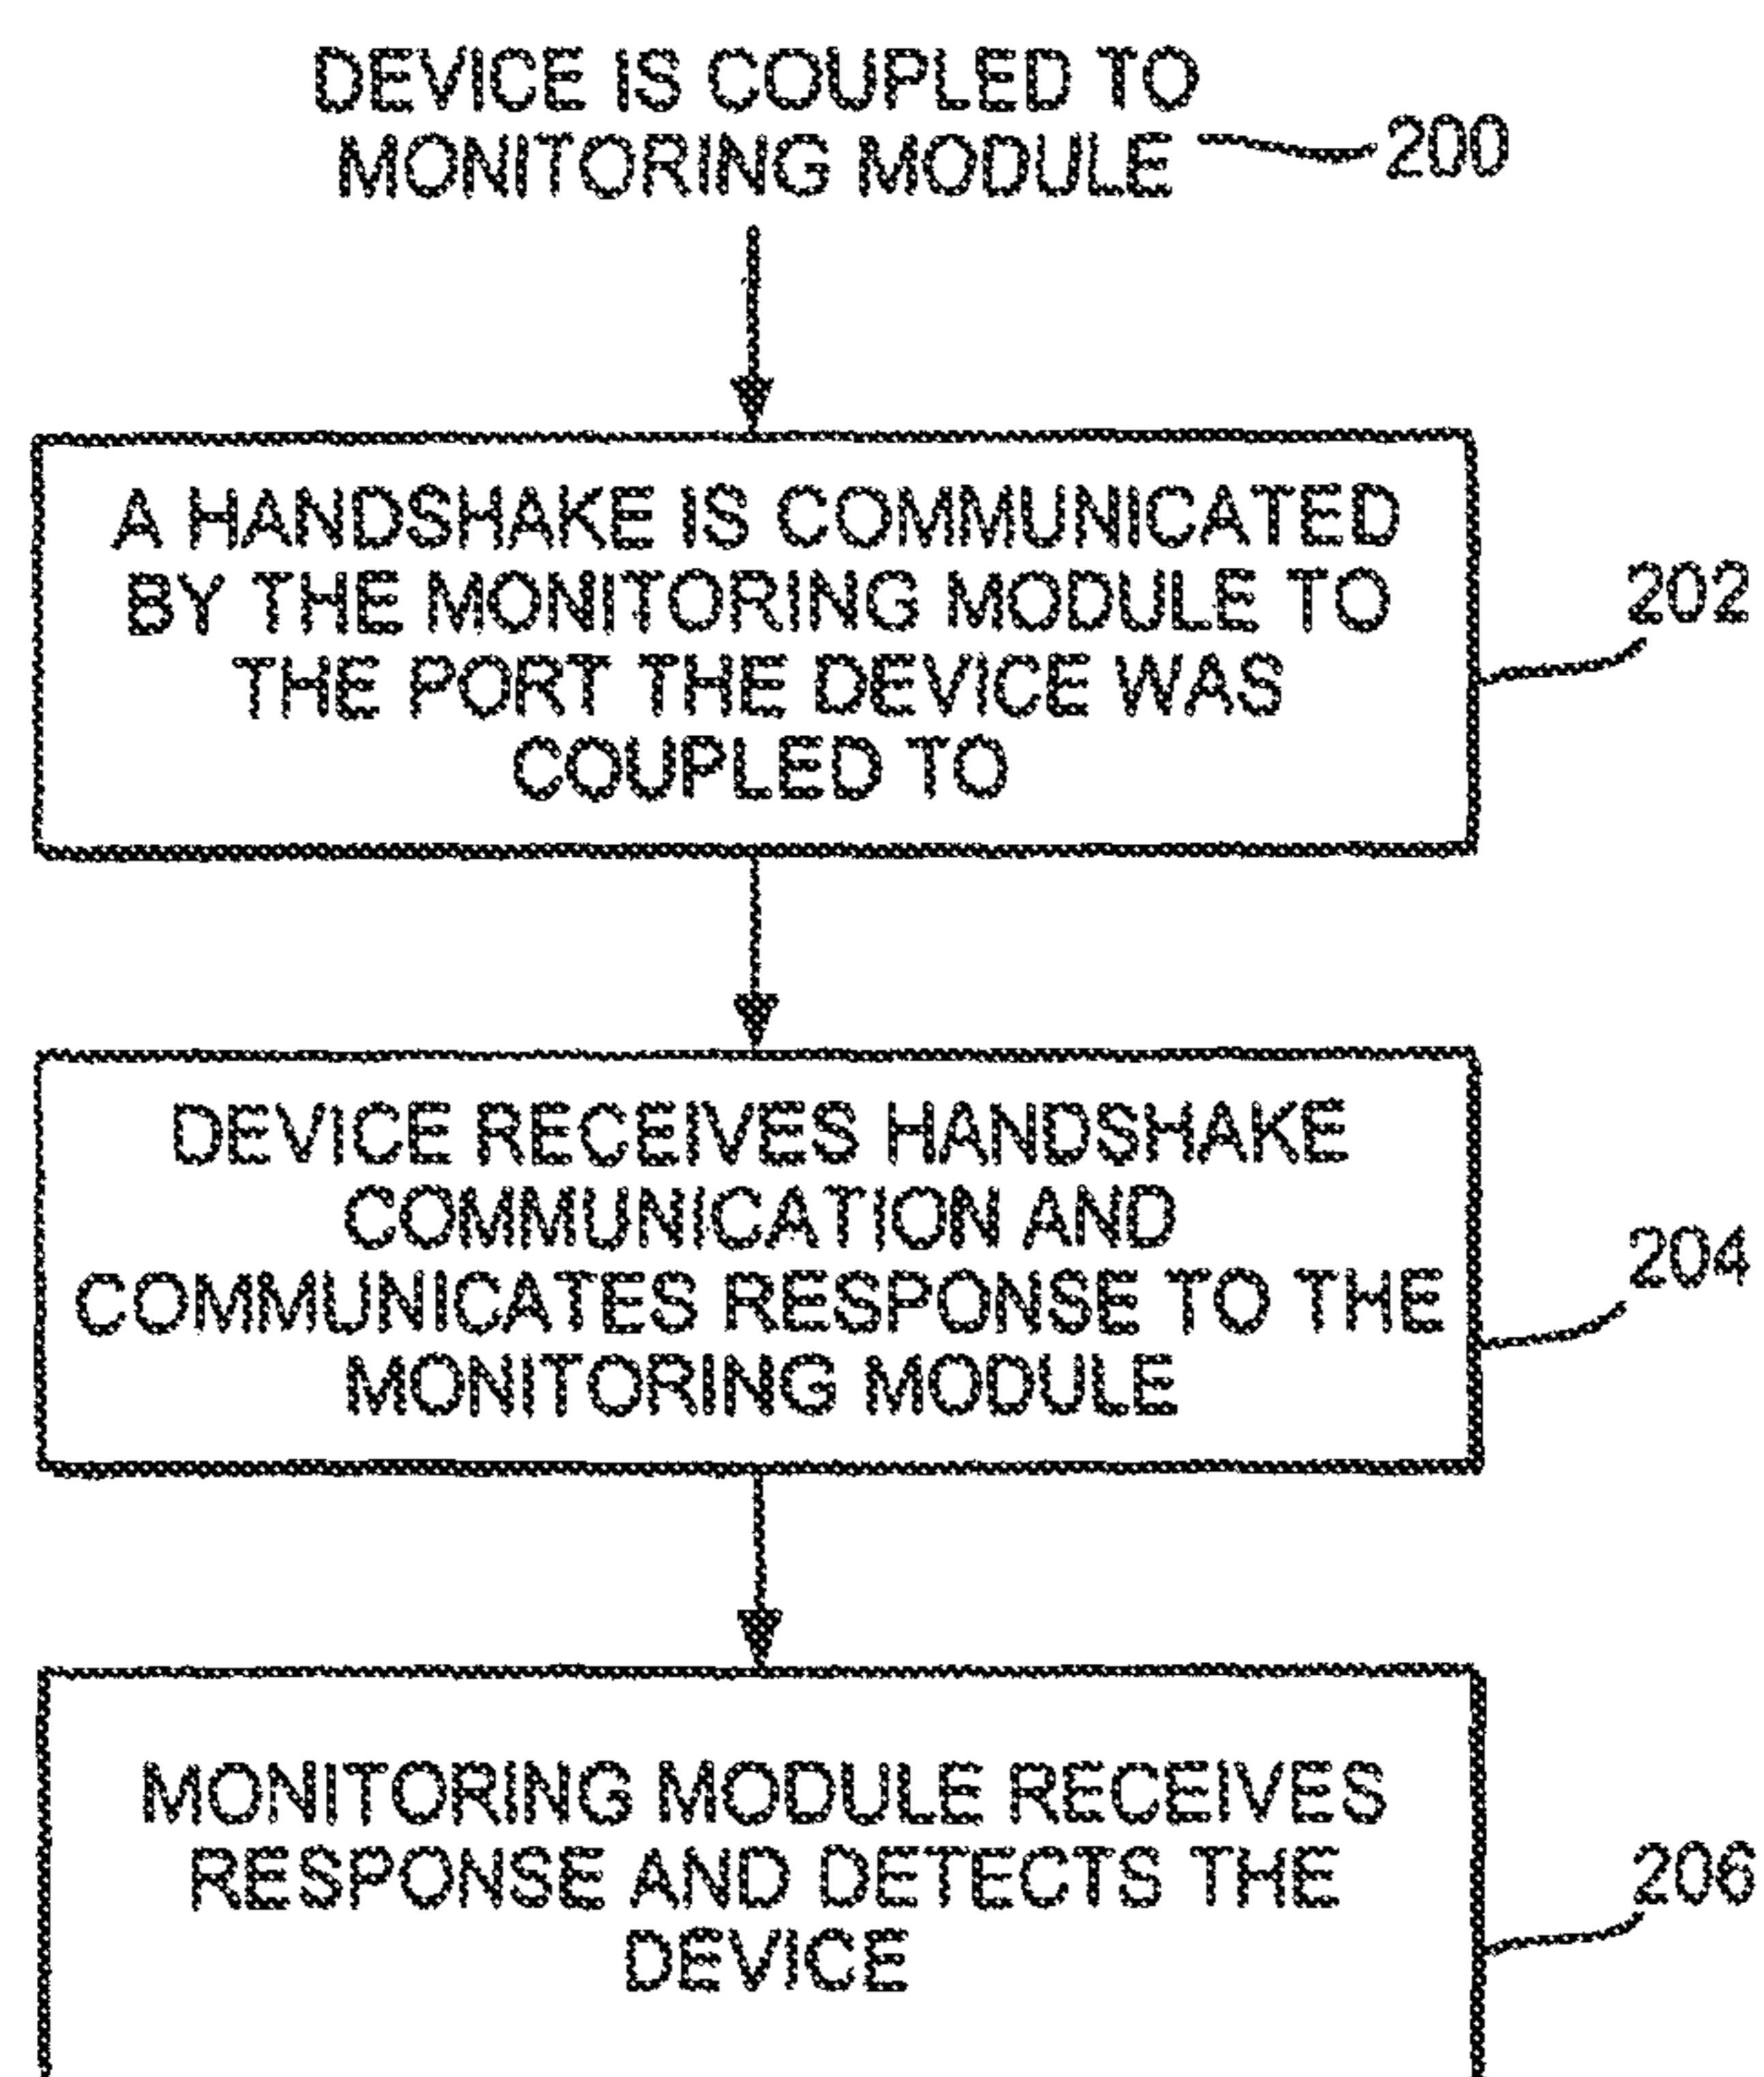 DEVICE IS COUPLED TO
MONITORING MODULE
200
A HANDSHAKE IS COMMUNICATED
BY THE MONITORING MODULE TO
THE PORT THE DEVICE WAS
COUPLED TO
202
DEVICE RECEIVES HANDSHAKE
COMMUNICATION AND
COMMUNICATES RESPONSE TO THE
MONITORING MODULE
204
MONITORING MODULE RECEIVES
RESPONSE AND DETECTS THE
DEVICE
206